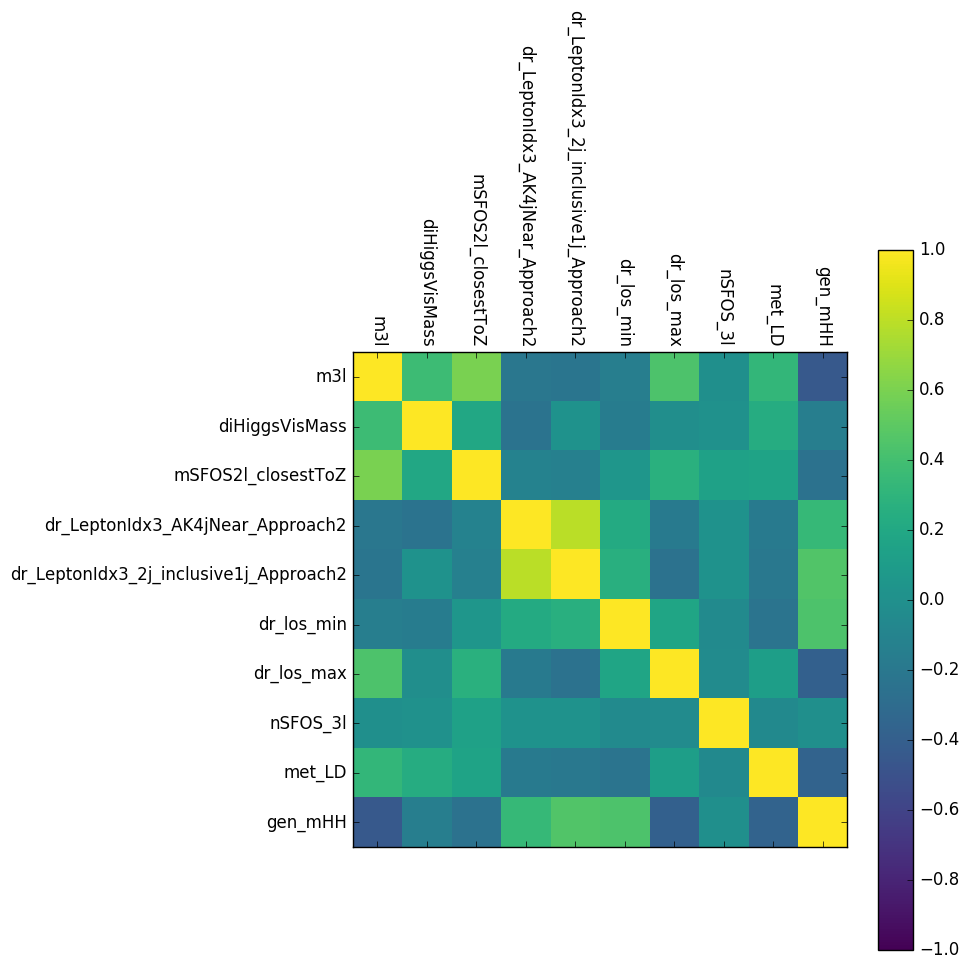 m3l
diHiggsVisMass
mSFOS2l_closestToZ
dr_LeptonIdx3_AK4jNear_Approach2
dr_LeptonIdx3_2j_inclusive1j_Approach2
dr_los_min
dr_los_max
nSFOS_3l
met_LD
gen_mHH
m3l
diHiggsVisMass
mSFOS2l_closestToZ
dr_LeptonIdx3_AK4jNear_Approach2
dr_LeptonIdx3_2j_inclusive1j_Approach2
dr_los_min
dr_los_max
nSFOS_3l
met_LD
gen_mHH
1.0
0.8
0.6
0.4
0.2
0.0
−0.2
−0.4
−0.6
−0.8
−1.0